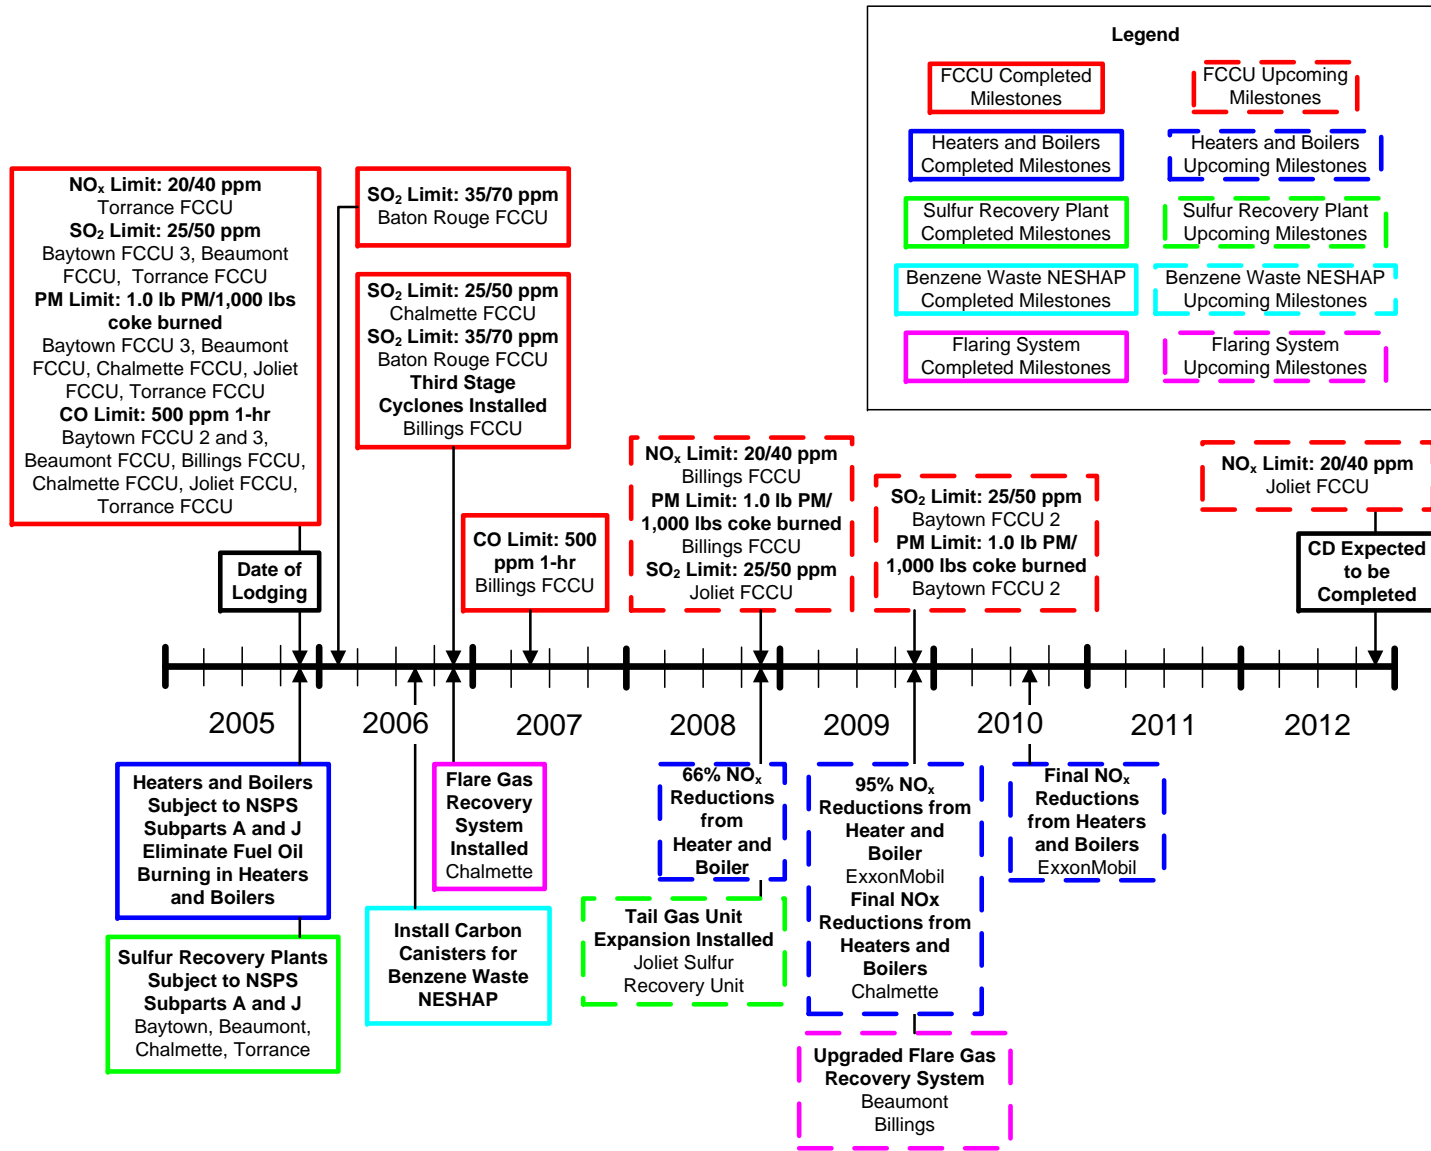 Legend
FCCU Completed
Milestones
FCCU Upcoming
Milestones
Heaters and Boilers
Completed Milestones
Heaters and Boilers
Upcoming Milestones
Sulfur Recovery Plant
Completed Milestones
Sulfur Recovery Plant
Upcoming Milestones
Benzene Waste NESHAP
Completed Milestones
Benzene Waste NESHAP
Upcoming Milestones
Flaring System
Completed Milestones
Flaring System
Upcoming Milestones
NOx Limit: 20/40 ppm
Torrance FCCU
SO2 Limit: 25/50 ppm
Baytown FCCU 3, Beaumont
FCCU, Torrance FCCU
PM Limit: 1.0 lb PM/1,000 lbs
coke burned
Baytown FCCU 3, Beaumont
FCCU, Chalmette FCCU, Joliet
FCCU, Torrance FCCU
CO Limit: 500 ppm 1-hr
Baytown FCCU 2 and 3,
Beaumont FCCU, Billings FCCU,
Chalmette FCCU, Joliet FCCU,
Torrance FCCU
Date of
Lodging
SO2 Limit: 35/70 ppm
Baton Rouge FCCU
SO2 Limit: 25/50 ppm
Chalmette FCCU
SO2 Limit: 35/70 ppm
Baton Rouge FCCU
Third Stage
Cyclones Installed
Billings FCCU
CO Limit: 500
ppm 1-hr
Billings FCCU
NOx Limit: 20/40 ppm
Billings FCCU
PM Limit: 1.0 lb PM/
1,000 lbs coke burned
Billings FCCU
SO2 Limit: 25/50 ppm
Joliet FCCU
SO2 Limit: 25/50 ppm
Baytown FCCU 2
PM Limit: 1.0 lb PM/
1,000 lbs coke burned
Baytown FCCU 2
NOx Limit: 20/40 ppm
Joliet FCCU
CD Expected
to be
Completed
2005
2006
2007
2008
2009
2010
2011
2012
Heaters and Boilers
Subject to NSPS
Subparts A and J
Eliminate Fuel Oil
Burning in Heaters
and Boilers
Sulfur Recovery Plants
Subject to NSPS
Subparts A and J
Baytown, Beaumont,
Chalmette, Torrance
Flare Gas
Recovery
System
Installed
Chalmette
Install Carbon
Canisters for
Benzene Waste
NESHAP
66% NOx
Reductions
from
Heater and
Boiler
Tail Gas Unit
Expansion Installed
Joliet Sulfur
Recovery Unit
95% NOx
Reductions from
Heater and
Boiler
ExxonMobil
Final NOx
Reductions from
Heaters and
Boilers
Chalmette
Upgraded Flare Gas
Recovery System
Beaumont
Billings
Final NOx
Reductions
from Heaters
and Boilers
ExxonMobil